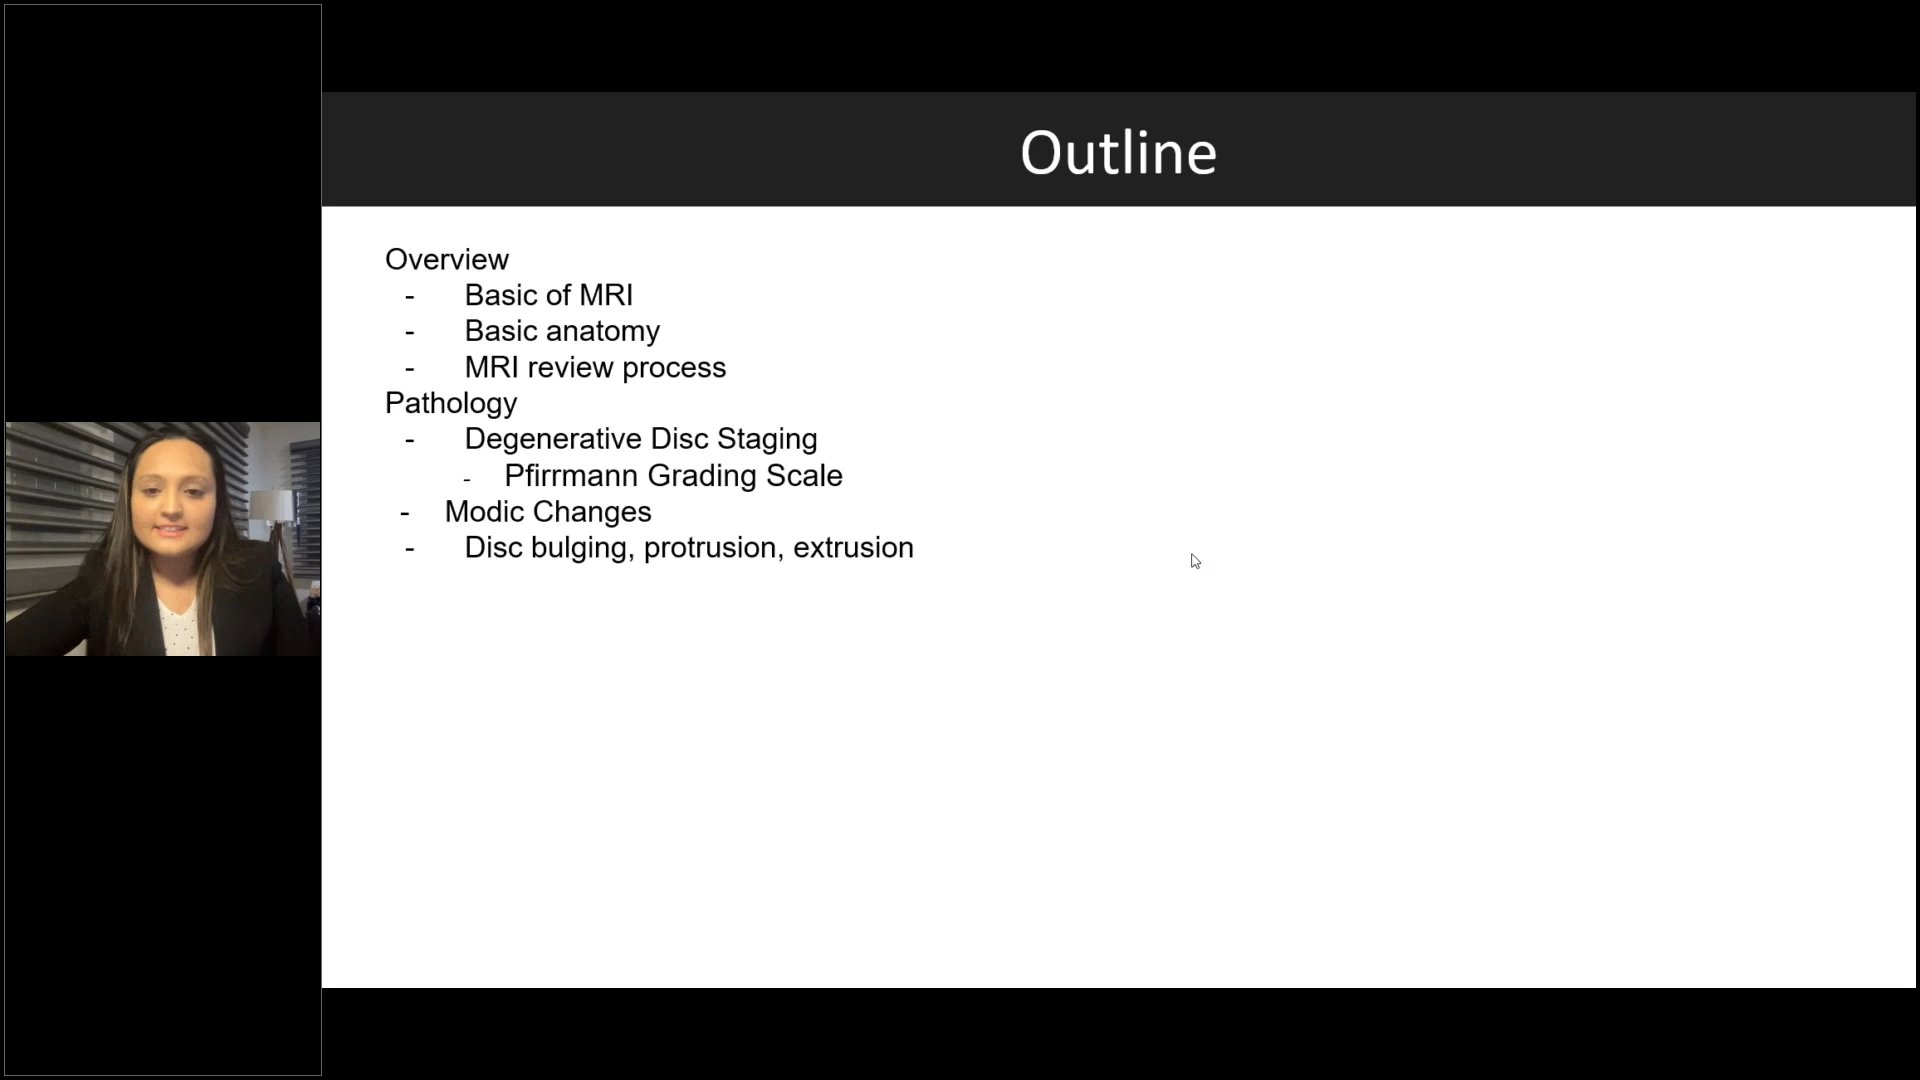 Outline
Overview
- Basic of MRI
- Basic anatomy
- MRI review process
Pathology
- Degenerative Disc Staging
- Pfirrmann Grading Scale
- Modic Changes
- Disc bulging, protrusion, extrusion